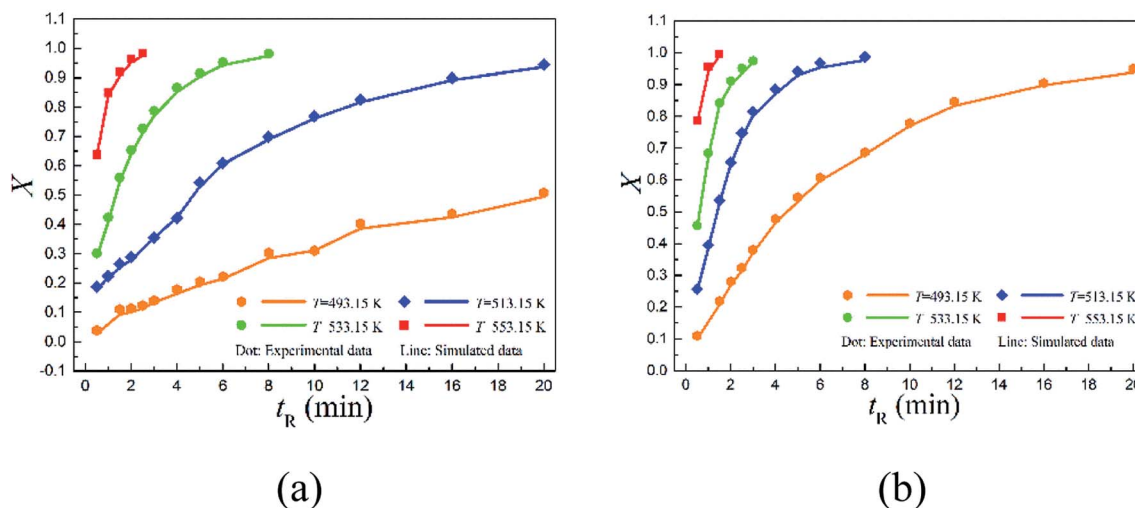 1.1
1.0
0.9
0.8
0.7
0.6
0.5
0.4
0.3
0.2
0.1
0.0
-0.1
X
0 2 4 6 8 10 12 14 16 18 20
t_R (min)
T=493.15 K T=513.15 K
T 533.15 K T 553.15 K
Dot: Experimental data Line: Simulated data
(a)
1.1
1.0
0.9
0.8
0.7
0.6
0.5
0.4
0.3
0.2
0.1
0.0
X
0 2 4 6 8 10 12 14 16 18 20
t_R (min)
T=493.15 K T=513.15 K
T 533.15 K T 553.15 K
Dot: Experimental data Line: Simulated data
(b)